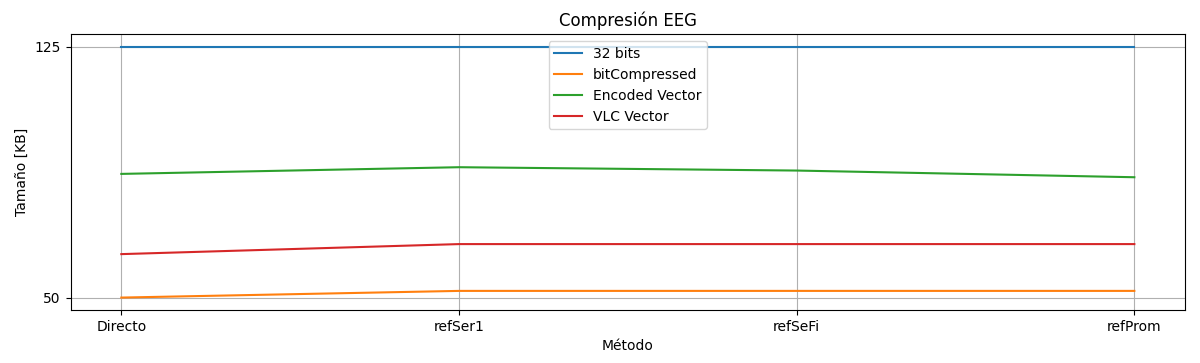 Compresión EEG
125
32 bits
bitCompressed
Encoded Vector
VLC Vector
Tamaño [KB]
50
Directo
refSer1
refSeFi
refProm
Método